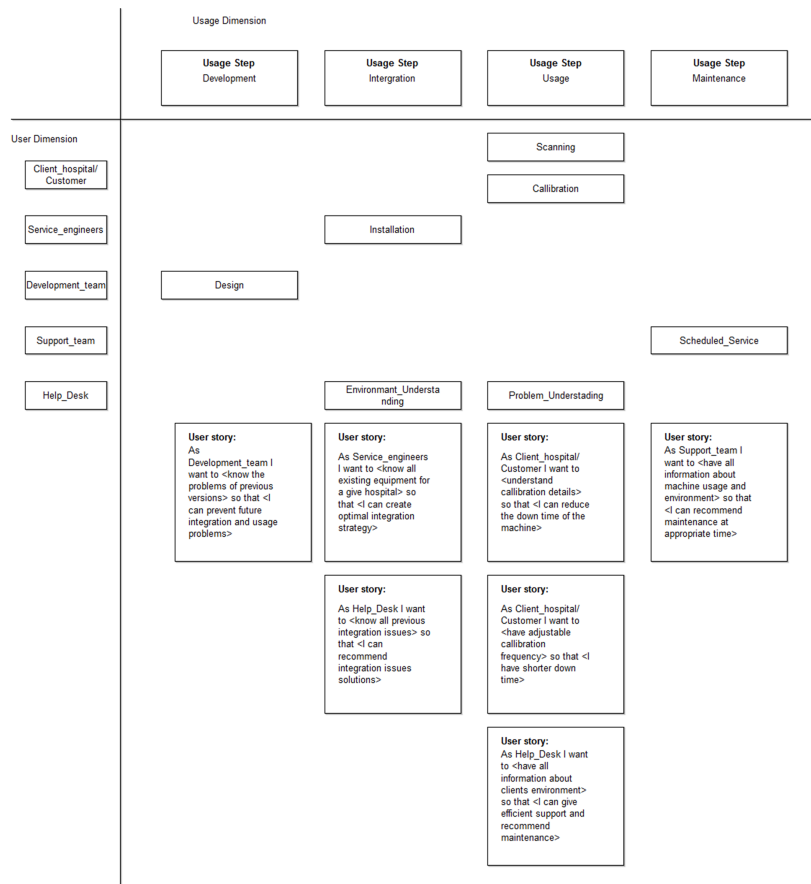 Usage Dimension
Usage Step
Development
Usage Step
Intergration
Usage Step
Usage
Usage Step
Maintenance
User Dimension
Scanning
Client_hospital/
Customer
Callibration
Service_engineers
Installation
Development_team
Design
Support_team
Scheduled_Service
Help_Desk
Environmant_Understa
nding
Problem_Understading
User story:
As
Development_team I
want to <know the
problems of previous
versions> so that <I
can prevent future
integration and usage
problems>
User story:
As Service_engineers
I want to <know all
existing equipment for
a give hospital> so
that <I can create
optimal integration
strategy>
User story:
As Client_hospital/
Customer I want to
<understand
callibration details>
so that <I can reduce
the down time of the
machine>
User story:
As Support_team I
want to <have all
information about
machine usage and
environment> so that
<I can recommend
maintenance at
appropriate time>
User story:
As Help_Desk I want
to <know all previous
integration issues> so
that <I can
recommend
integration issues
solutions>
User story:
As Client_hospital/
Customer I want to
<have adjustable
callibration
frequency> so that <I
have shorter down
time>
User story:
As Help_Desk I want
to <have all
information about
clients environment>
so that <I can give
efficient support and
recommend
maintenance>